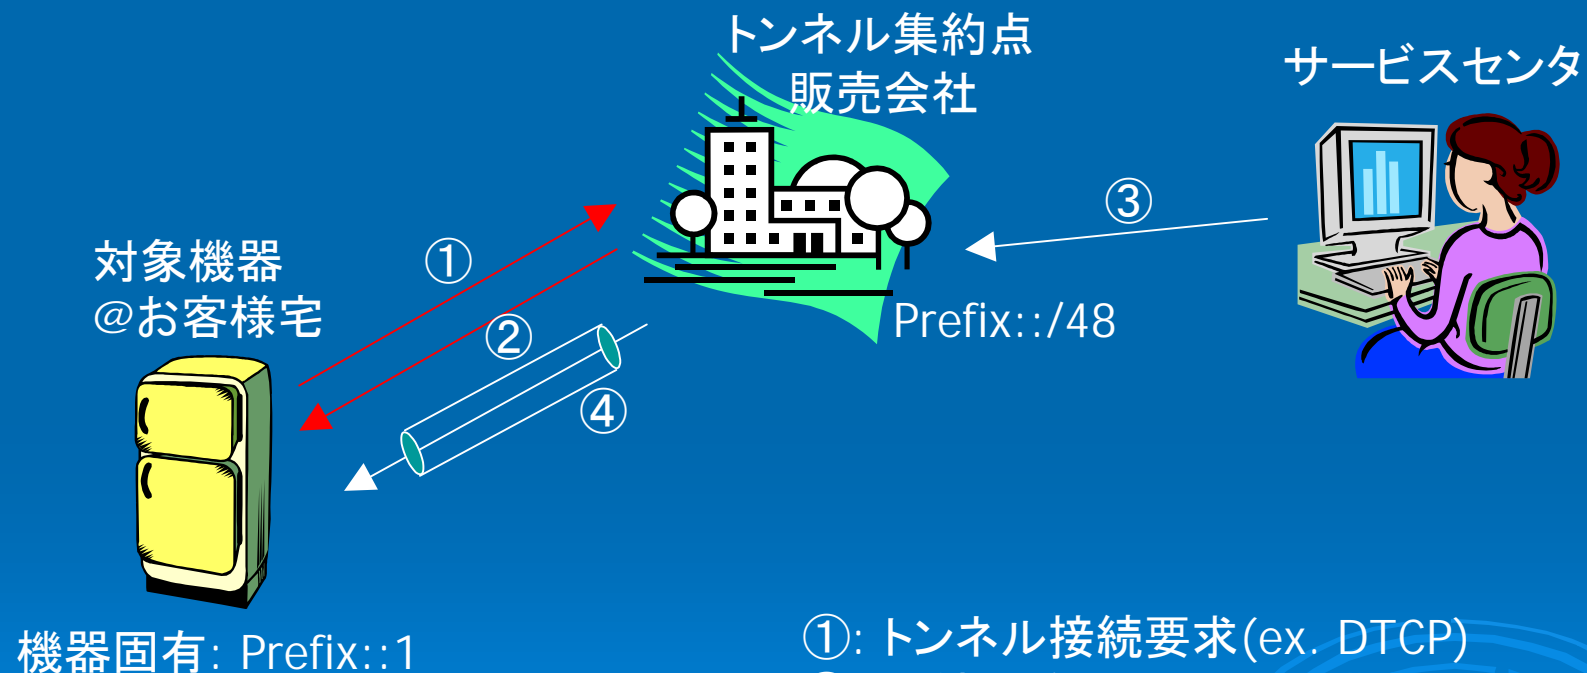 トンネル集約点
販売会社
サービスセンタ
対象機器
@お客様宅
①
②
③
④
Prefix::/48
機器固有: Prefix::1
①: トンネル接続要求(ex. DTCP)